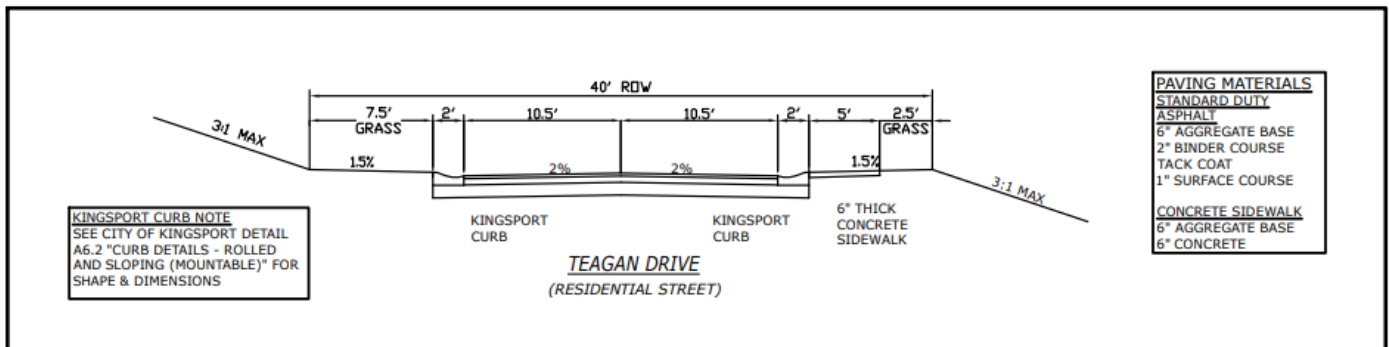 40' ROW
7.5'
GRASS
2'
10.5'
10.5'
2'
5'
2.5'
GRASS
3:1 MAX
1.5%
2%
2%
1.5%
3:1 MAX
KINGSPORT
CURB
KINGSPORT
CURB
6" THICK
CONCRETE
SIDEWALK
TEAGAN DRIVE
(RESIDENTIAL STREET)
KINGSPORT CURB NOTE
SEE CITY OF KINGSPORT DETAIL
A6.2 "CURB DETAILS - ROLLED
AND SLOPING (MOUNTABLE)" FOR
SHAPE & DIMENSIONS
PAVING MATERIALS
STANDARD DUTY
ASPHALT
6" AGGREGATE BASE
2" BINDER COURSE
TACK COAT
1" SURFACE COURSE
CONCRETE SIDEWALK
6" AGGREGATE BASE
6" CONCRETE